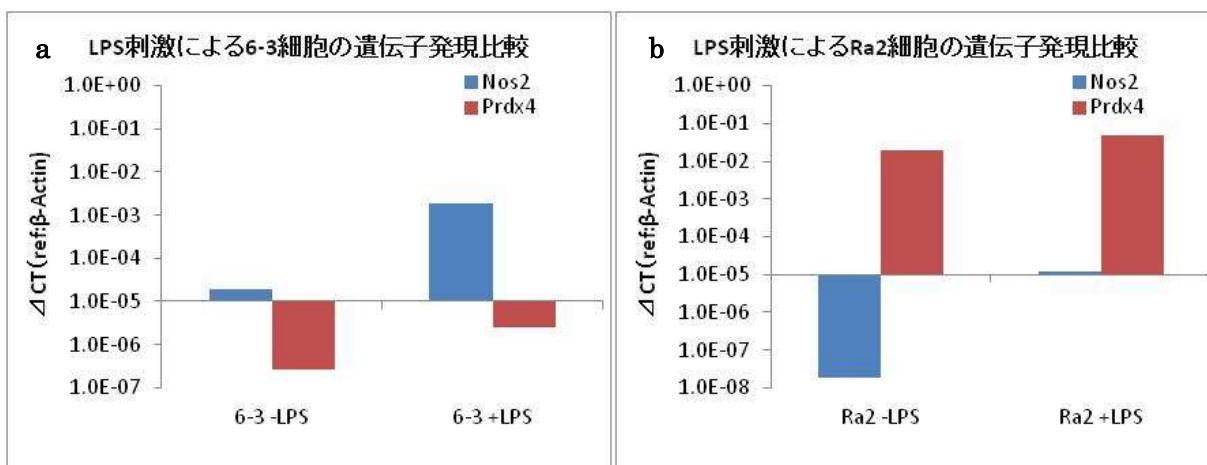 a
LPS刺激による6-3細胞の遺伝子発現比較
Nos2
Prdx4
1.0E+00
1.0E-01
1.0E-02
1.0E-03
1.0E-04
1.0E-05
1.0E-06
1.0E-07
⊿CT(ref:β-Actin)
6-3 -LPS
6-3 +LPS
b
LPS刺激によるRa2細胞の遺伝子発現比較
Nos2
Prdx4
1.0E+00
1.0E-01
1.0E-02
1.0E-03
1.0E-04
1.0E-05
1.0E-06
1.0E-07
1.0E-08
⊿CT(ref:β-Actin)
Ra2 -LPS
Ra2 +LPS